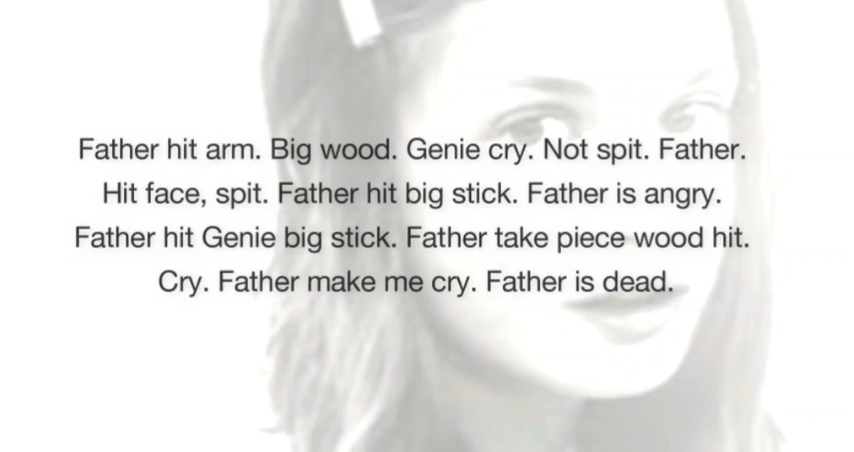 Father hit arm. Big wood. Genie cry. Not spit. Father.
Hit face, spit. Father hit big stick. Father is angry.
Father hit Genie big stick. Father take piece wood hit.
Cry. Father make me cry. Father is dead.